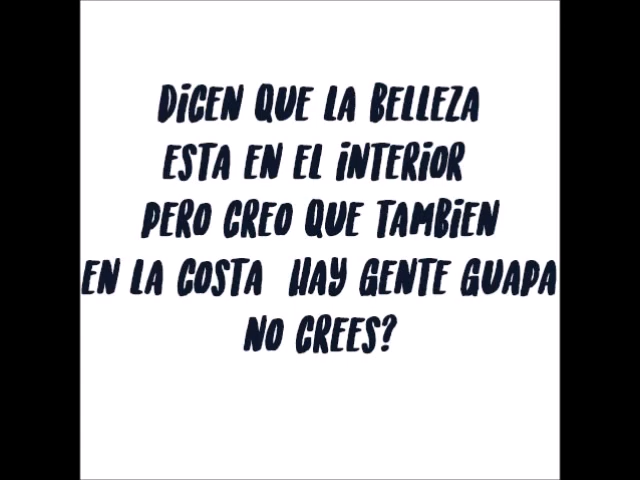 DiCEN QUE LA BELLEZA
ESTA EN EL iNTERiOR
PERO CREO QUE TAMBiEN
EN LA COSTA HAY GENTE GUAPA
NO CREES?